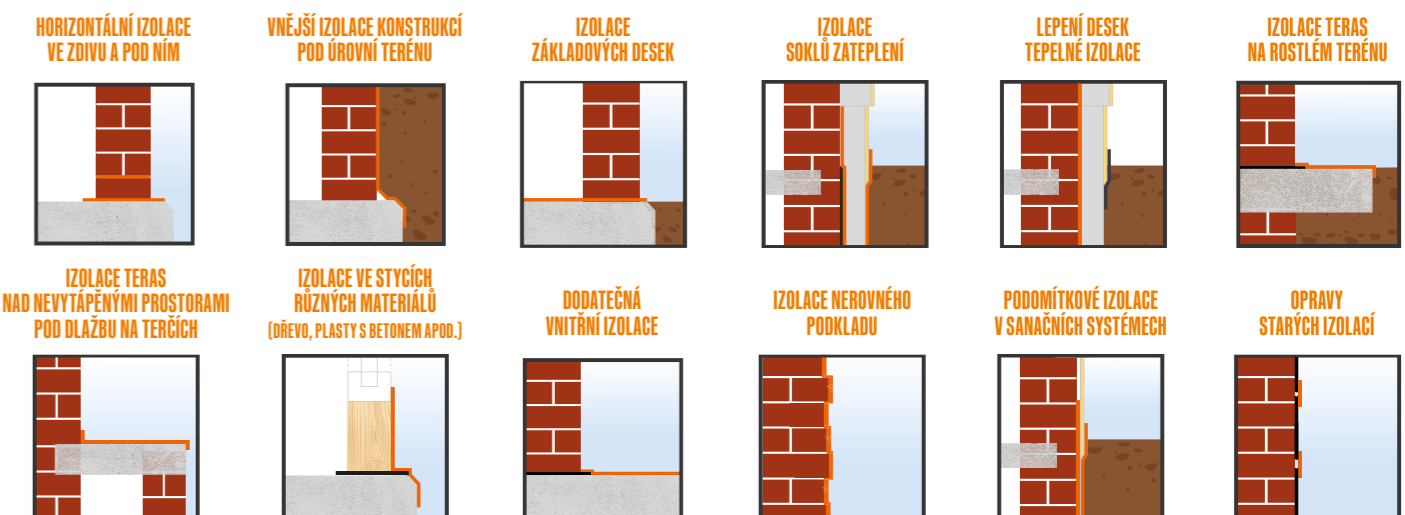 HORIZONTÁLNÍ IZOLACE
VE ZDIVU A POD NÍM
VNĚJŠÍ IZOLACE KONSTRUKCÍ
POD ÚROVNÍ TERÉNU
IZOLACE
ZÁKLADOVÝCH DESEK
IZOLACE
SOKLŮ ZATEPLENÍ
LEPENÍ DESEK
TEPELNÉ IZOLACE
IZOLACE TERAS
NA ROSTLÉM TERÉNU
IZOLACE TERAS
NAD NEVYTÁPĚNÝMI PROSTORAMI
POD DLAŽBU NA TERČÍCH
IZOLACE VE STYCÍCH
RŮZNÝCH MATERIÁLŮ
(DŘEVO, PLASTY S BETONEM APOD.)
DODATEČNÁ
VNITŘNÍ IZOLACE
IZOLACE NEROVNÉHO
PODKLADU
PODOMÍTKOVÉ IZOLACE
V SANAČNÍCH SYSTÉMECH
OPRAVY
STARÝCH IZOLACÍ